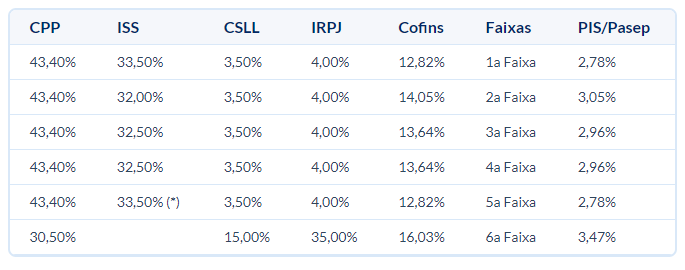 CPP ISS CSLL IRPJ Cofins Faixas PIS/Pasep
43,40% 33,50% 3,50% 4,00% 12,82% 1a Faixa 2,78%
43,40% 32,00% 3,50% 4,00% 14,05% 2a Faixa 3,05%
43,40% 32,50% 3,50% 4,00% 13,64% 3a Faixa 2,96%
43,40% 32,50% 3,50% 4,00% 13,64% 4a Faixa 2,96%
43,40% 33,50% (*) 3,50% 4,00% 12,82% 5a Faixa 2,78%
30,50% 15,00% 35,00% 16,03% 6a Faixa 3,47%